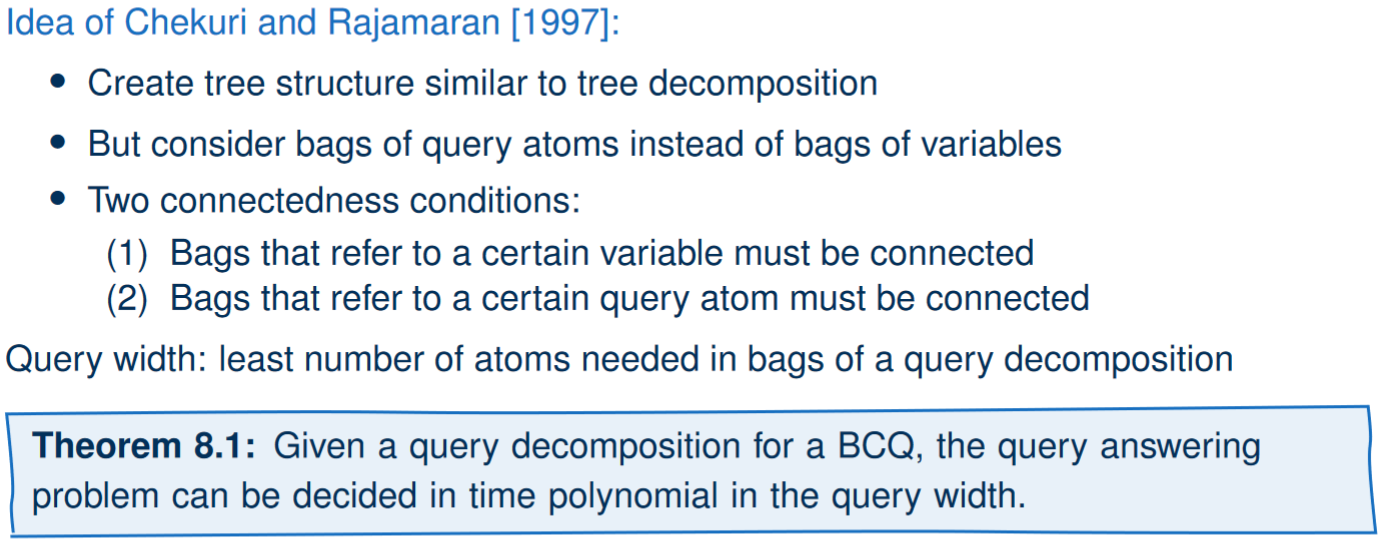 Idea of Chekuri and Rajamaran [1997]:
• Create tree structure similar to tree decomposition
• But consider bags of query atoms instead of bags of variables
• Two connectedness conditions:
(1) Bags that refer to a certain variable must be connected
(2) Bags that refer to a certain query atom must be connected
Query width: least number of atoms needed in bags of a query decomposition
Theorem 8.1: Given a query decomposition for a BCQ, the query answering
problem can be decided in time polynomial in the query width.